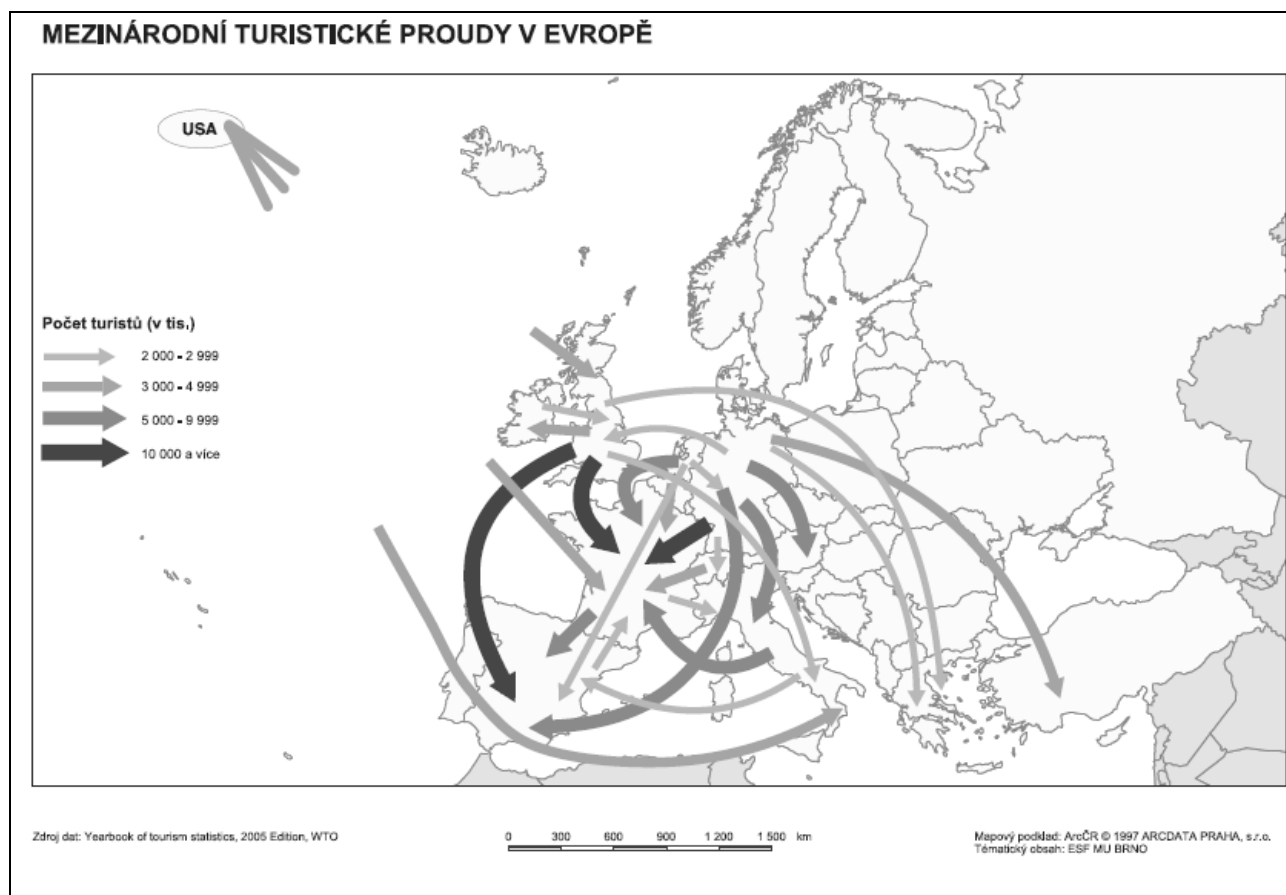 MEZINÁRODNÍ TURISTICKÉ PROUDY V EVROPĚ
USA
Počet turistů (v tis.)
2 000 - 2 999
3 000 - 4 999
5 000 - 9 999
10 000 a více
Zdroj dat: Yearbook of tourism statistics, 2005 Edition, WTO
0 300 600 900 1 200 1 500 km
Mapový podklad: ArcČR © 1997 ARCDATA PRAHA, s.r.o.
Tématický obsah: ESF MU BRNO